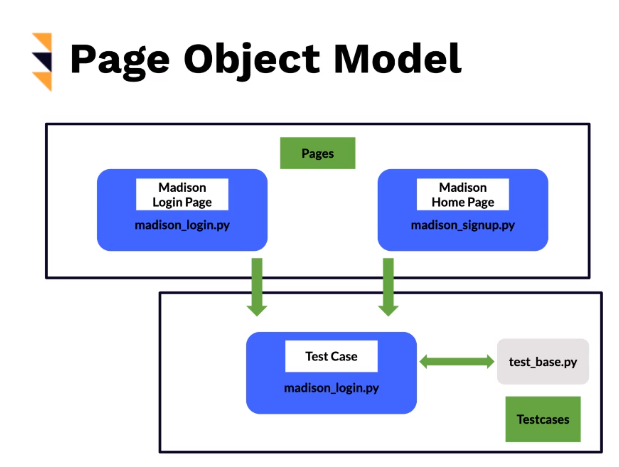 Page Object Model
Pages
Madison
Login Page
madison_login.py
Madison
Home Page
madison_signup.py
Test Case
madison_login.py
test_base.py
Testcases